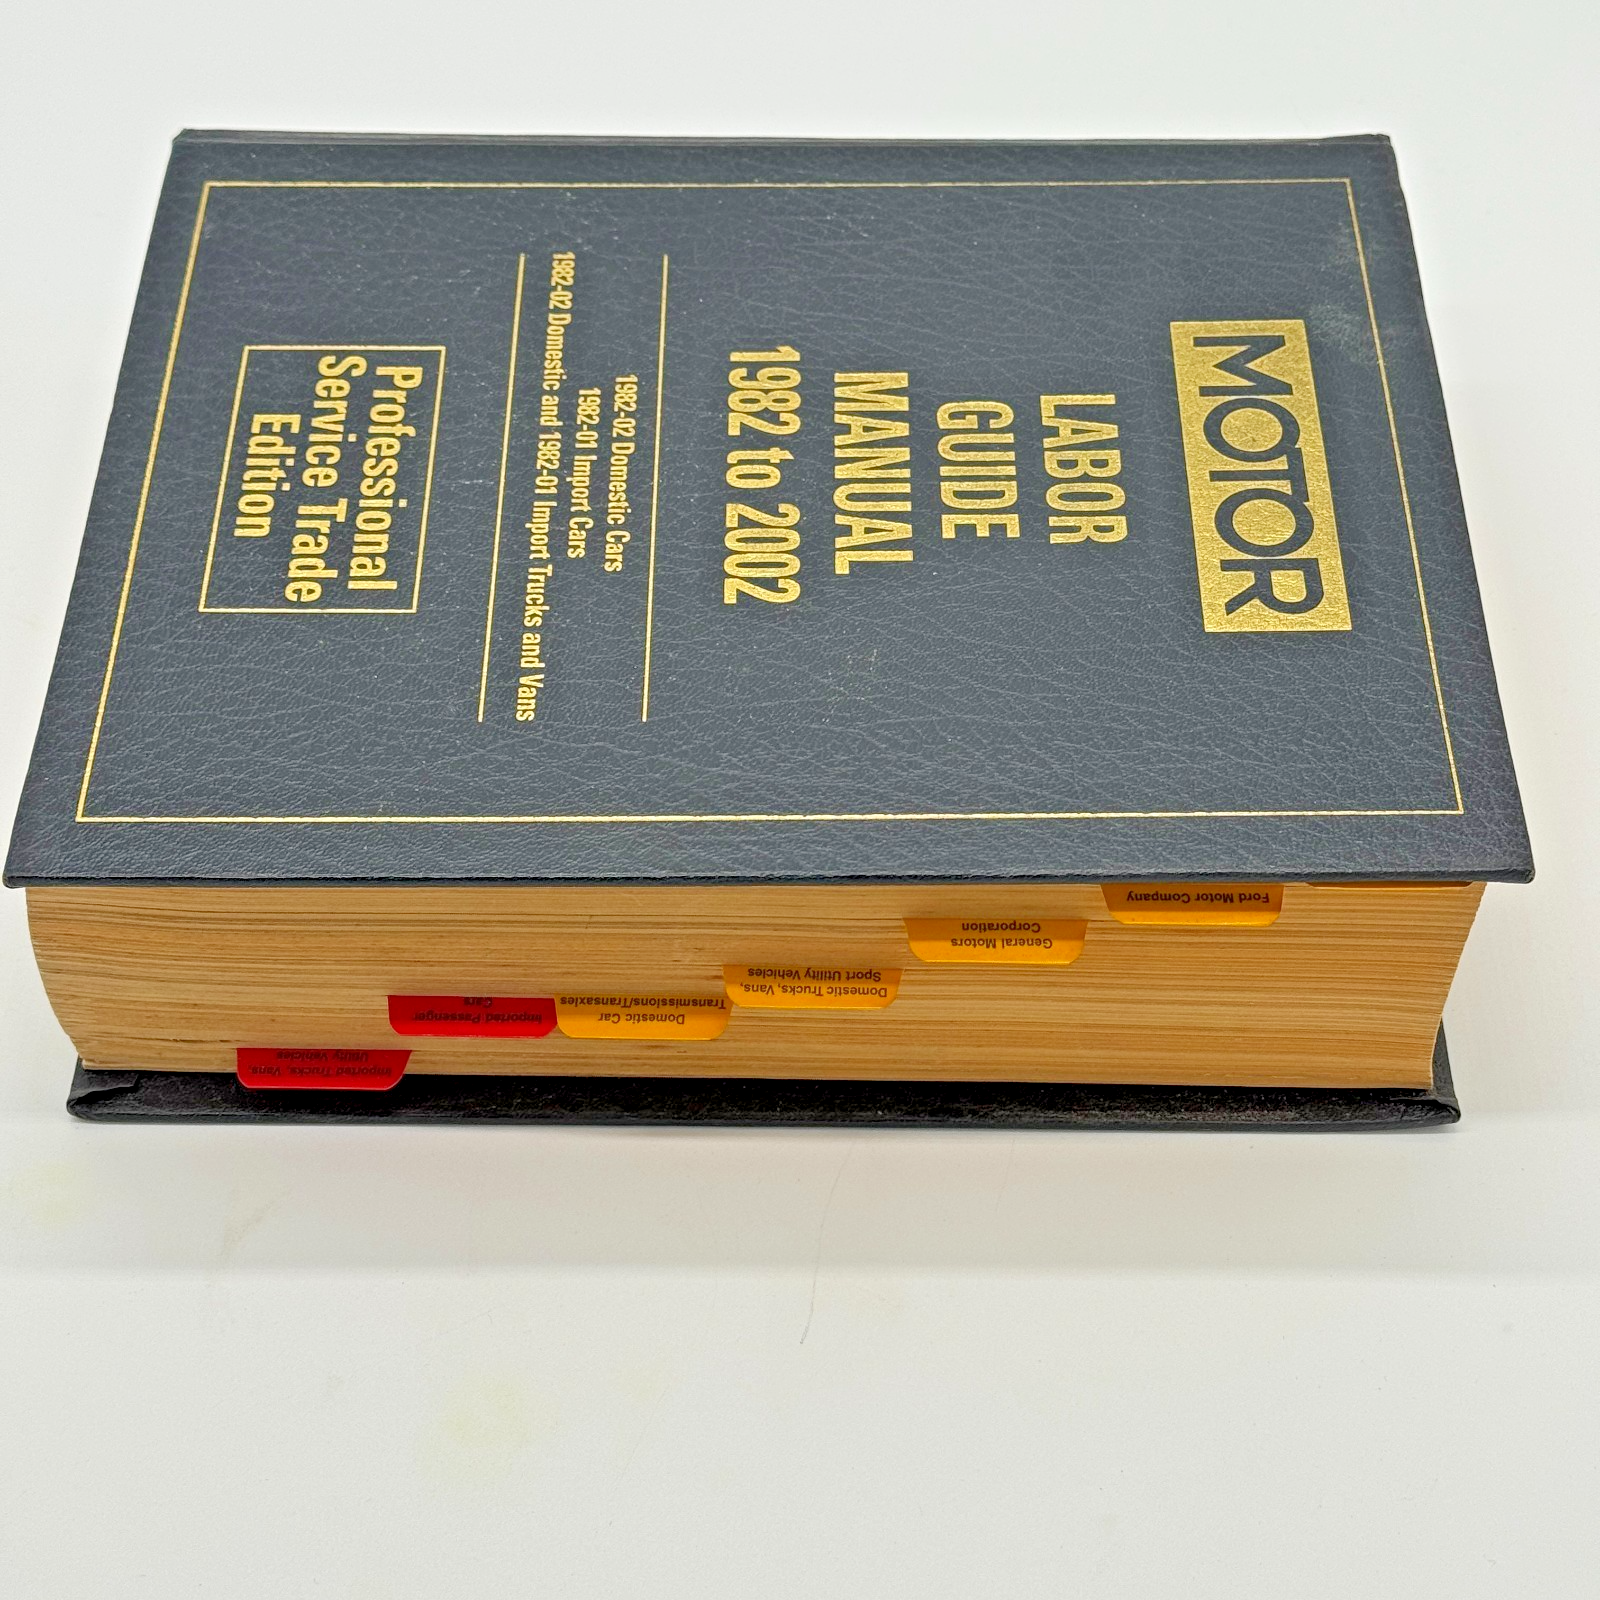 MOTOR
LABOR
GUIDE
MANUAL
1982 to 2002
1982-02 Domestic Cars
1982-01 Import Cars
1982-02 Domestic and 1982-01 Import Trucks and Vans
Professional
Service Trade
Edition
Ford Motor Company
General Motors
Corporation
Domestic Trucks, Vans,
Sport Utility Vehicles
Domestic Car
Transmissions/Transaxles
Imported Passenger
Cars
Imported Trucks, Vans,
Utility Vehicles